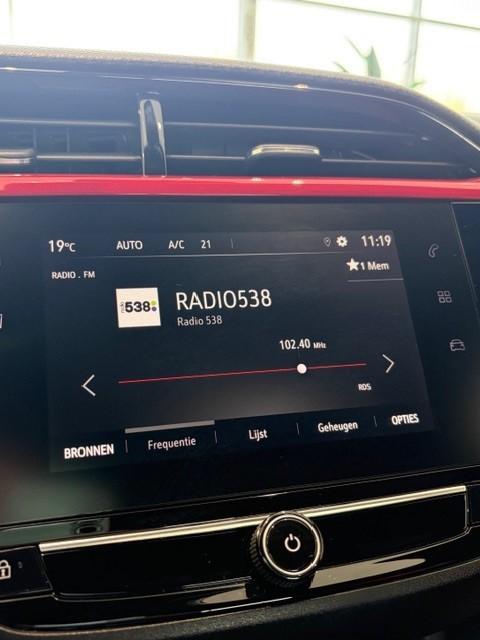 19°C AUTO A/C 21 11:19
RADIO . FM
★1 Mem
radio 538
RADIO538
Radio 538
102.40 MHz
RDS
BRONNEN Frequentie Lijst Geheugen OPTIES